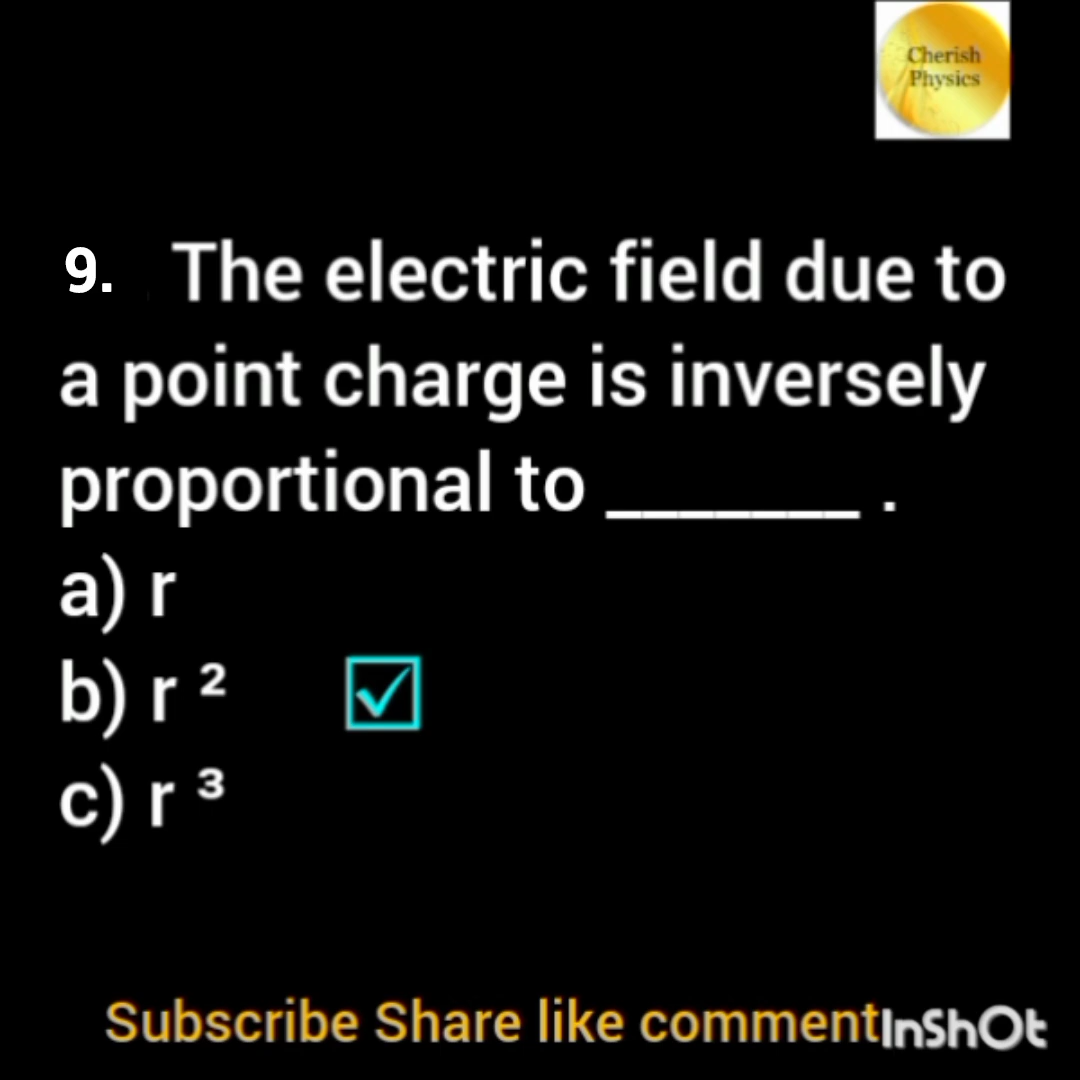 Cherish
Physics
9. The electric field due to
a point charge is inversely
proportional to _______ .
a) r
b) r ²
c) r ³
Subscribe Share like comment InShOt